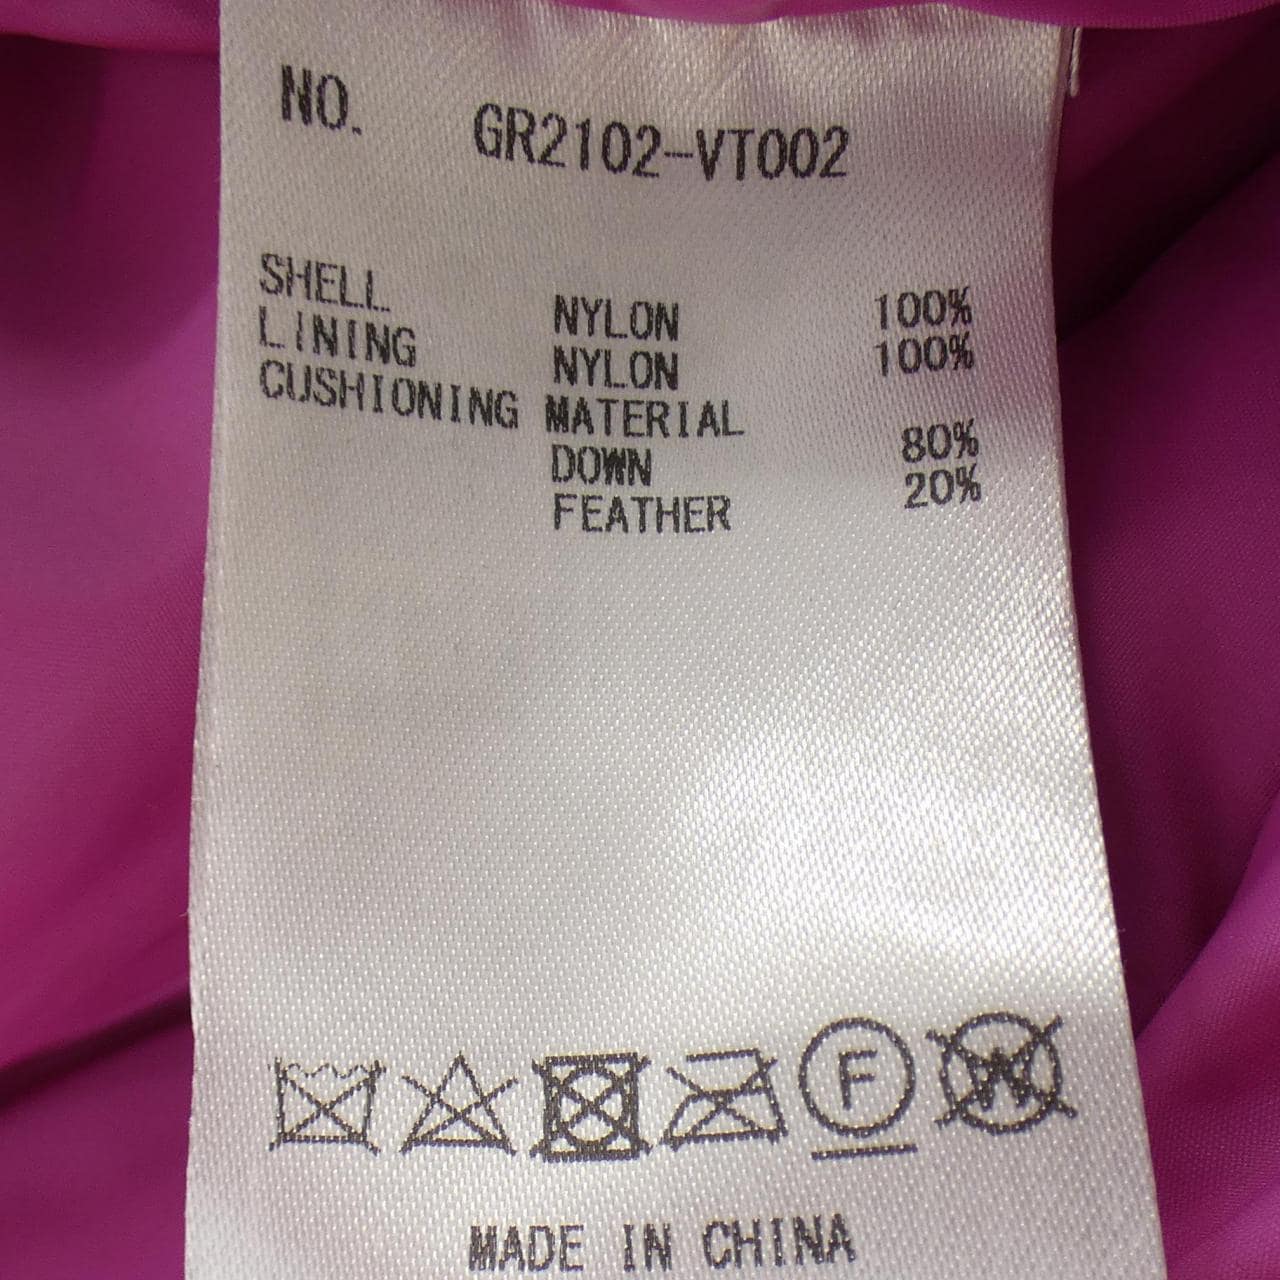 NO. GR2102-VT002
SHELL NYLON 100%
LINING NYLON 100%
CUSHIONING MATERIAL
DOWN 80%
FEATHER 20%
F W
MADE IN CHINA